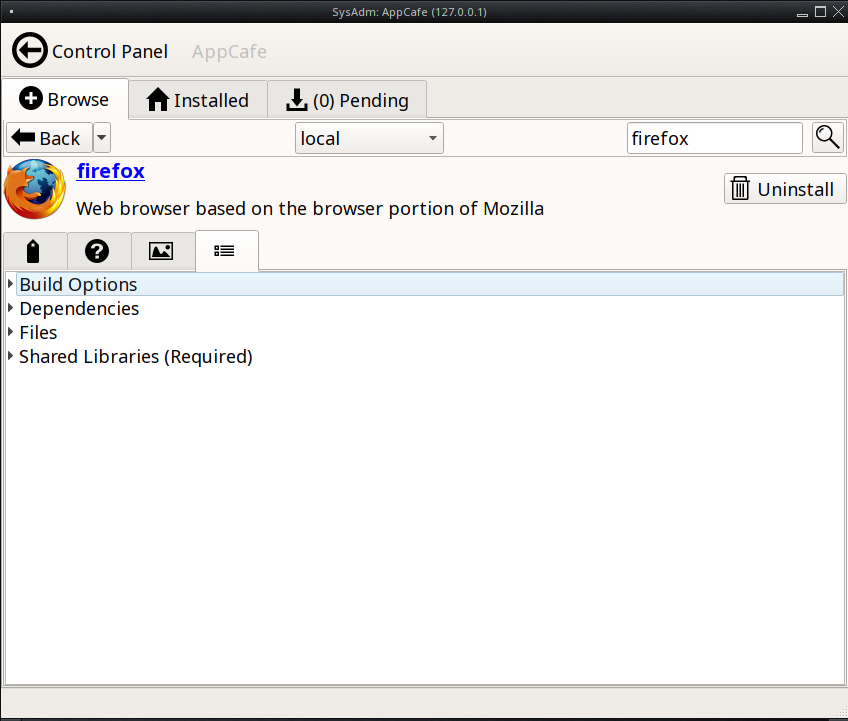 SysAdm: AppCafe (127.0.0.1)
Control Panel AppCafe
Browse Installed (0) Pending
Back local firefox
firefox
Web browser based on the browser portion of Mozilla
Uninstall
Build Options
Dependencies
Files
Shared Libraries (Required)